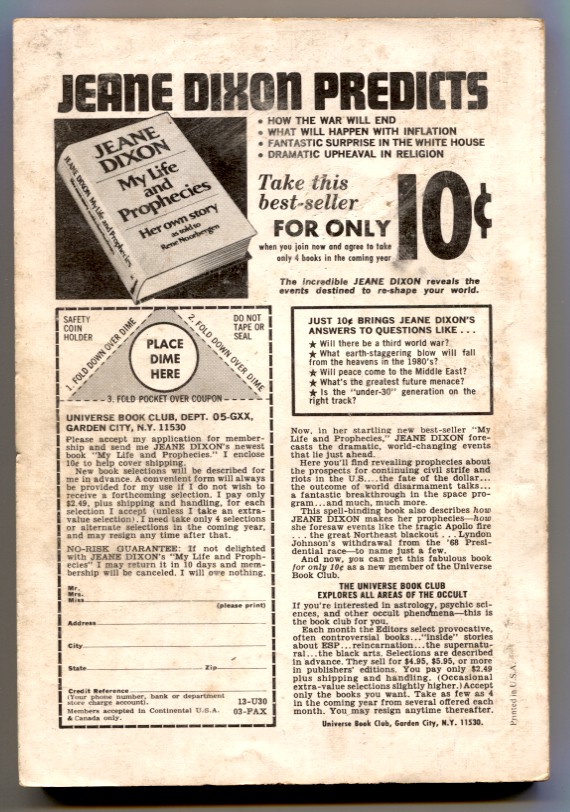 JEANE DIXON PREDICTS
• HOW THE WAR WILL END
• WHAT WILL HAPPEN WITH INFLATION
• FANTASTIC SURPRISE IN THE WHITE HOUSE
• DRAMATIC UPHEAVAL IN RELIGION
JEANE
DIXON
My Life
and
Prophecies
Her own story
as told to
Rene Noorbergen
JEANE DIXON My Life and Prophecies
Take this
best-seller
FOR ONLY
10¢
when you join now and agree to take
only 4 books in the coming year
The incredible JEANE DIXON reveals the
events destined to re-shape your world.
SAFETY
COIN
HOLDER
DO NOT
TAPE OR
SEAL
1. FOLD DOWN OVER DIME
2. FOLD DOWN OVER DIME
PLACE
DIME
HERE
3. FOLD POCKET OVER COUPON
UNIVERSE BOOK CLUB, DEPT. 05-GXX,
GARDEN CITY, N.Y. 11530
Please accept my application for member-
ship and send me JEANE DIXON's newest
book "My Life and Prophecies." I enclose
10¢ to help cover shipping.
New book selections will be described for
me in advance. A convenient form will always
be provided for my use if I do not wish to
receive a forthcoming selection. I pay only
$2.49, plus shipping and handling, for each
selection I accept (unless I take an extra-
value selection). I need take only 4 selections
or alternate selections in the coming year,
and may resign any time after that.
NO-RISK GUARANTEE: If not delighted
with JEANE DIXON's "My Life and Proph-
ecies" I may return it in 10 days and mem-
bership will be canceled. I will owe nothing.
Mr.
Mrs.
Miss
(please print)
Address
City
State Zip
Credit Reference
(Your phone number, bank or department
store charge account). 13-U30
Members accepted in Continental U.S.A. 03-FAX
& Canada only.
JUST 10¢ BRINGS JEANE DIXON'S
ANSWERS TO QUESTIONS LIKE . . .
★ Will there be a third world war?
★ What earth-staggering blow will fall
from the heavens in the 1980's?
★ Will peace come to the Middle East?
★ What's the greatest future menace?
★ Is the "under-30" generation on the
right track?
Now, in her startling new best-seller "My
Life and Prophecies," JEANE DIXON fore-
casts the dramatic, world-changing events
that lie just ahead.
Here you'll find revealing prophecies about
the prospects for continuing civil strife and
riots in the U.S.... the fate of the dollar...
the outcome of world disarmament talks...
a fantastic breakthrough in the space pro-
gram...and much, much more.
This spell-binding book also describes how
JEANE DIXON makes her prophecies—how
she foresaw events like the tragic Apollo fire
. . . the great Northeast blackout . . . Lyndon
Johnson's withdrawal from the '68 Presi-
dential race—to name just a few.
And now, you can get this fabulous book
for only 10¢ as a new member of the Universe
Book Club.
THE UNIVERSE BOOK CLUB
EXPLORES ALL AREAS OF THE OCCULT
If you're interested in astrology, psychic sci-
ences, and other occult phenomena—this is
the book club for you.
Each month the Editors select provocative,
often controversial books..."inside" stories
about ESP...reincarnation...the supernatu-
ral...the black arts. Selections are described
in advance. They sell for $4.95, $5.95, or more
in publishers' editions. You pay only $2.49
plus shipping and handling. (Occasional
extra-value selections slightly higher.) Accept
only the books you want. Take as few as 4
in the coming year from several offered each
month. You may resign anytime thereafter.
Universe Book Club, Garden City, N.Y. 11530.
Printed in U.S.A.